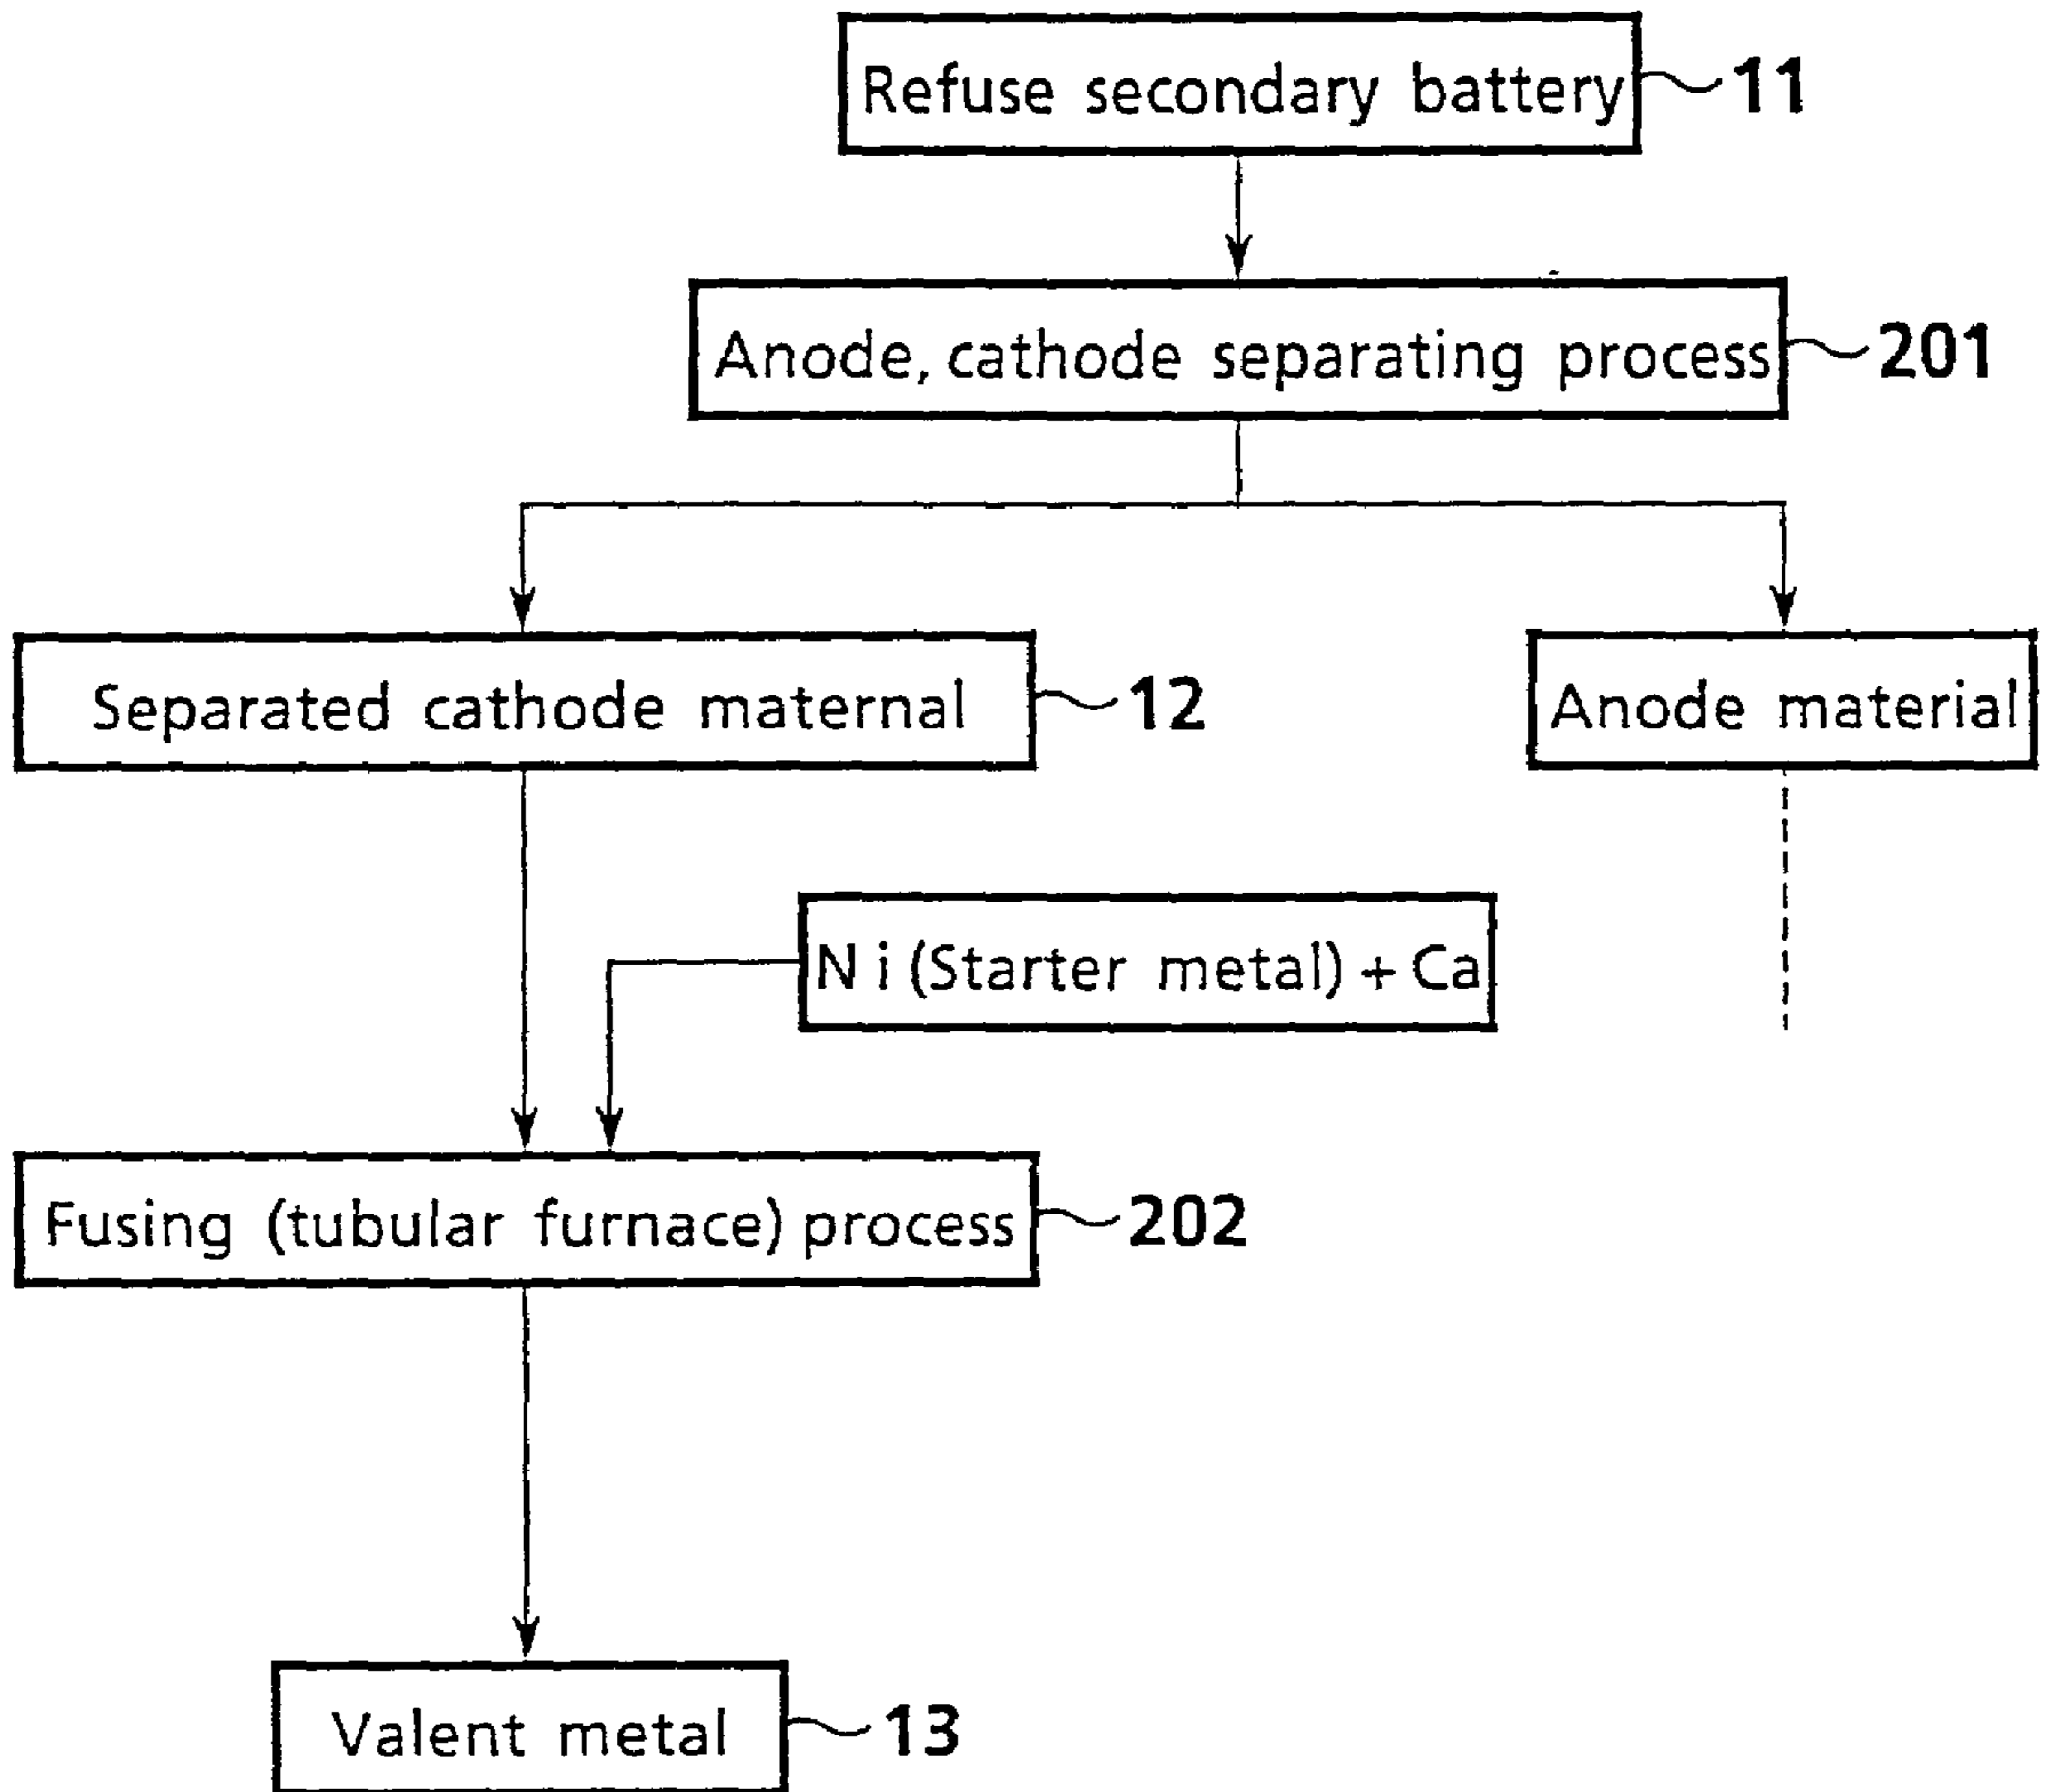 Refuse secondary battery 11
Anode, cathode separating process 201
Separated cathode maternal 12
Anode material
Ni (Starter metal) + Ca
Fusing (tubular furnace) process 202
Valent metal 13